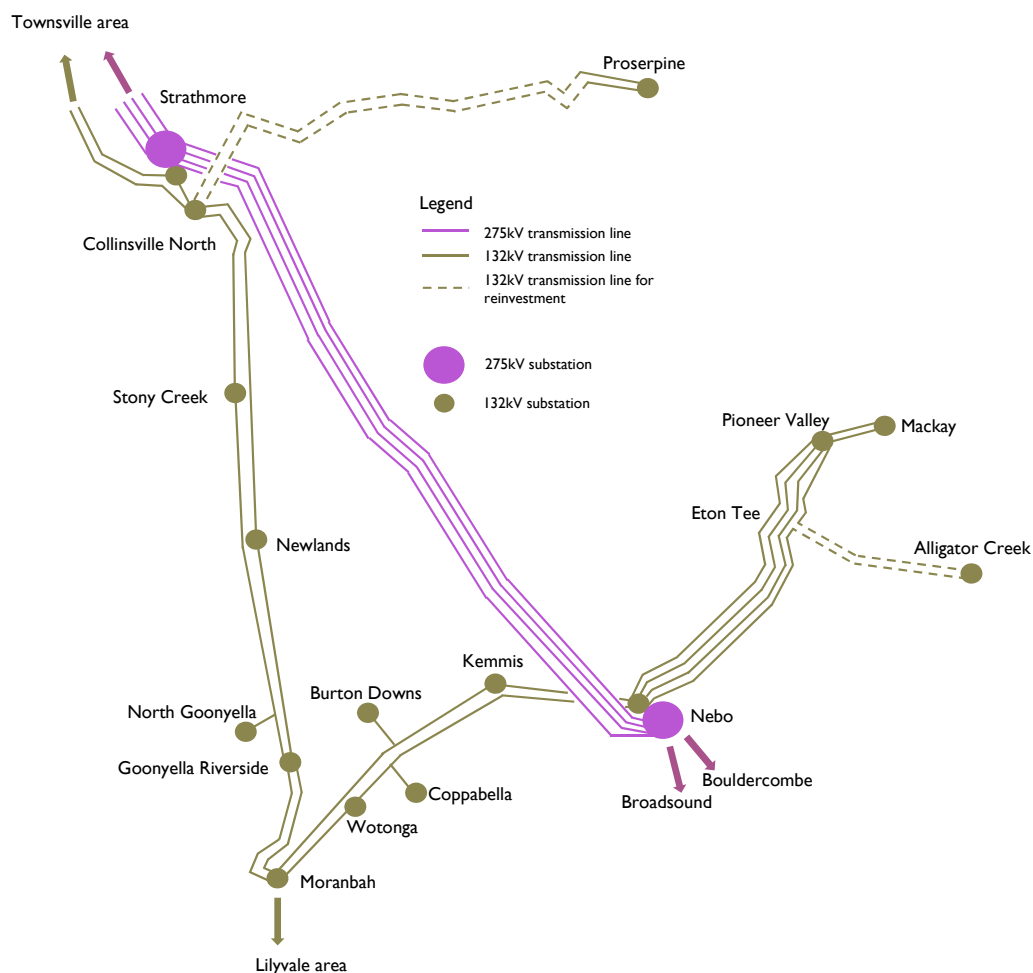 Townsville area
Proserpine
Strathmore
Legend
275kV transmission line
Collinsville North
132kV transmission line
132kV transmission line for
reinvestment
275kV substation
Stony Creek
132kV substation
Pioneer Valley
Mackay
Eton Tee
Newlands
Alligator Creek
Kemmis
Burton Downs
North Goonyella
Nebo
Goonyella Riverside
Bouldercombe
Coppabella
Broadsound
Wotonga
Moranbah
Lilyvale area